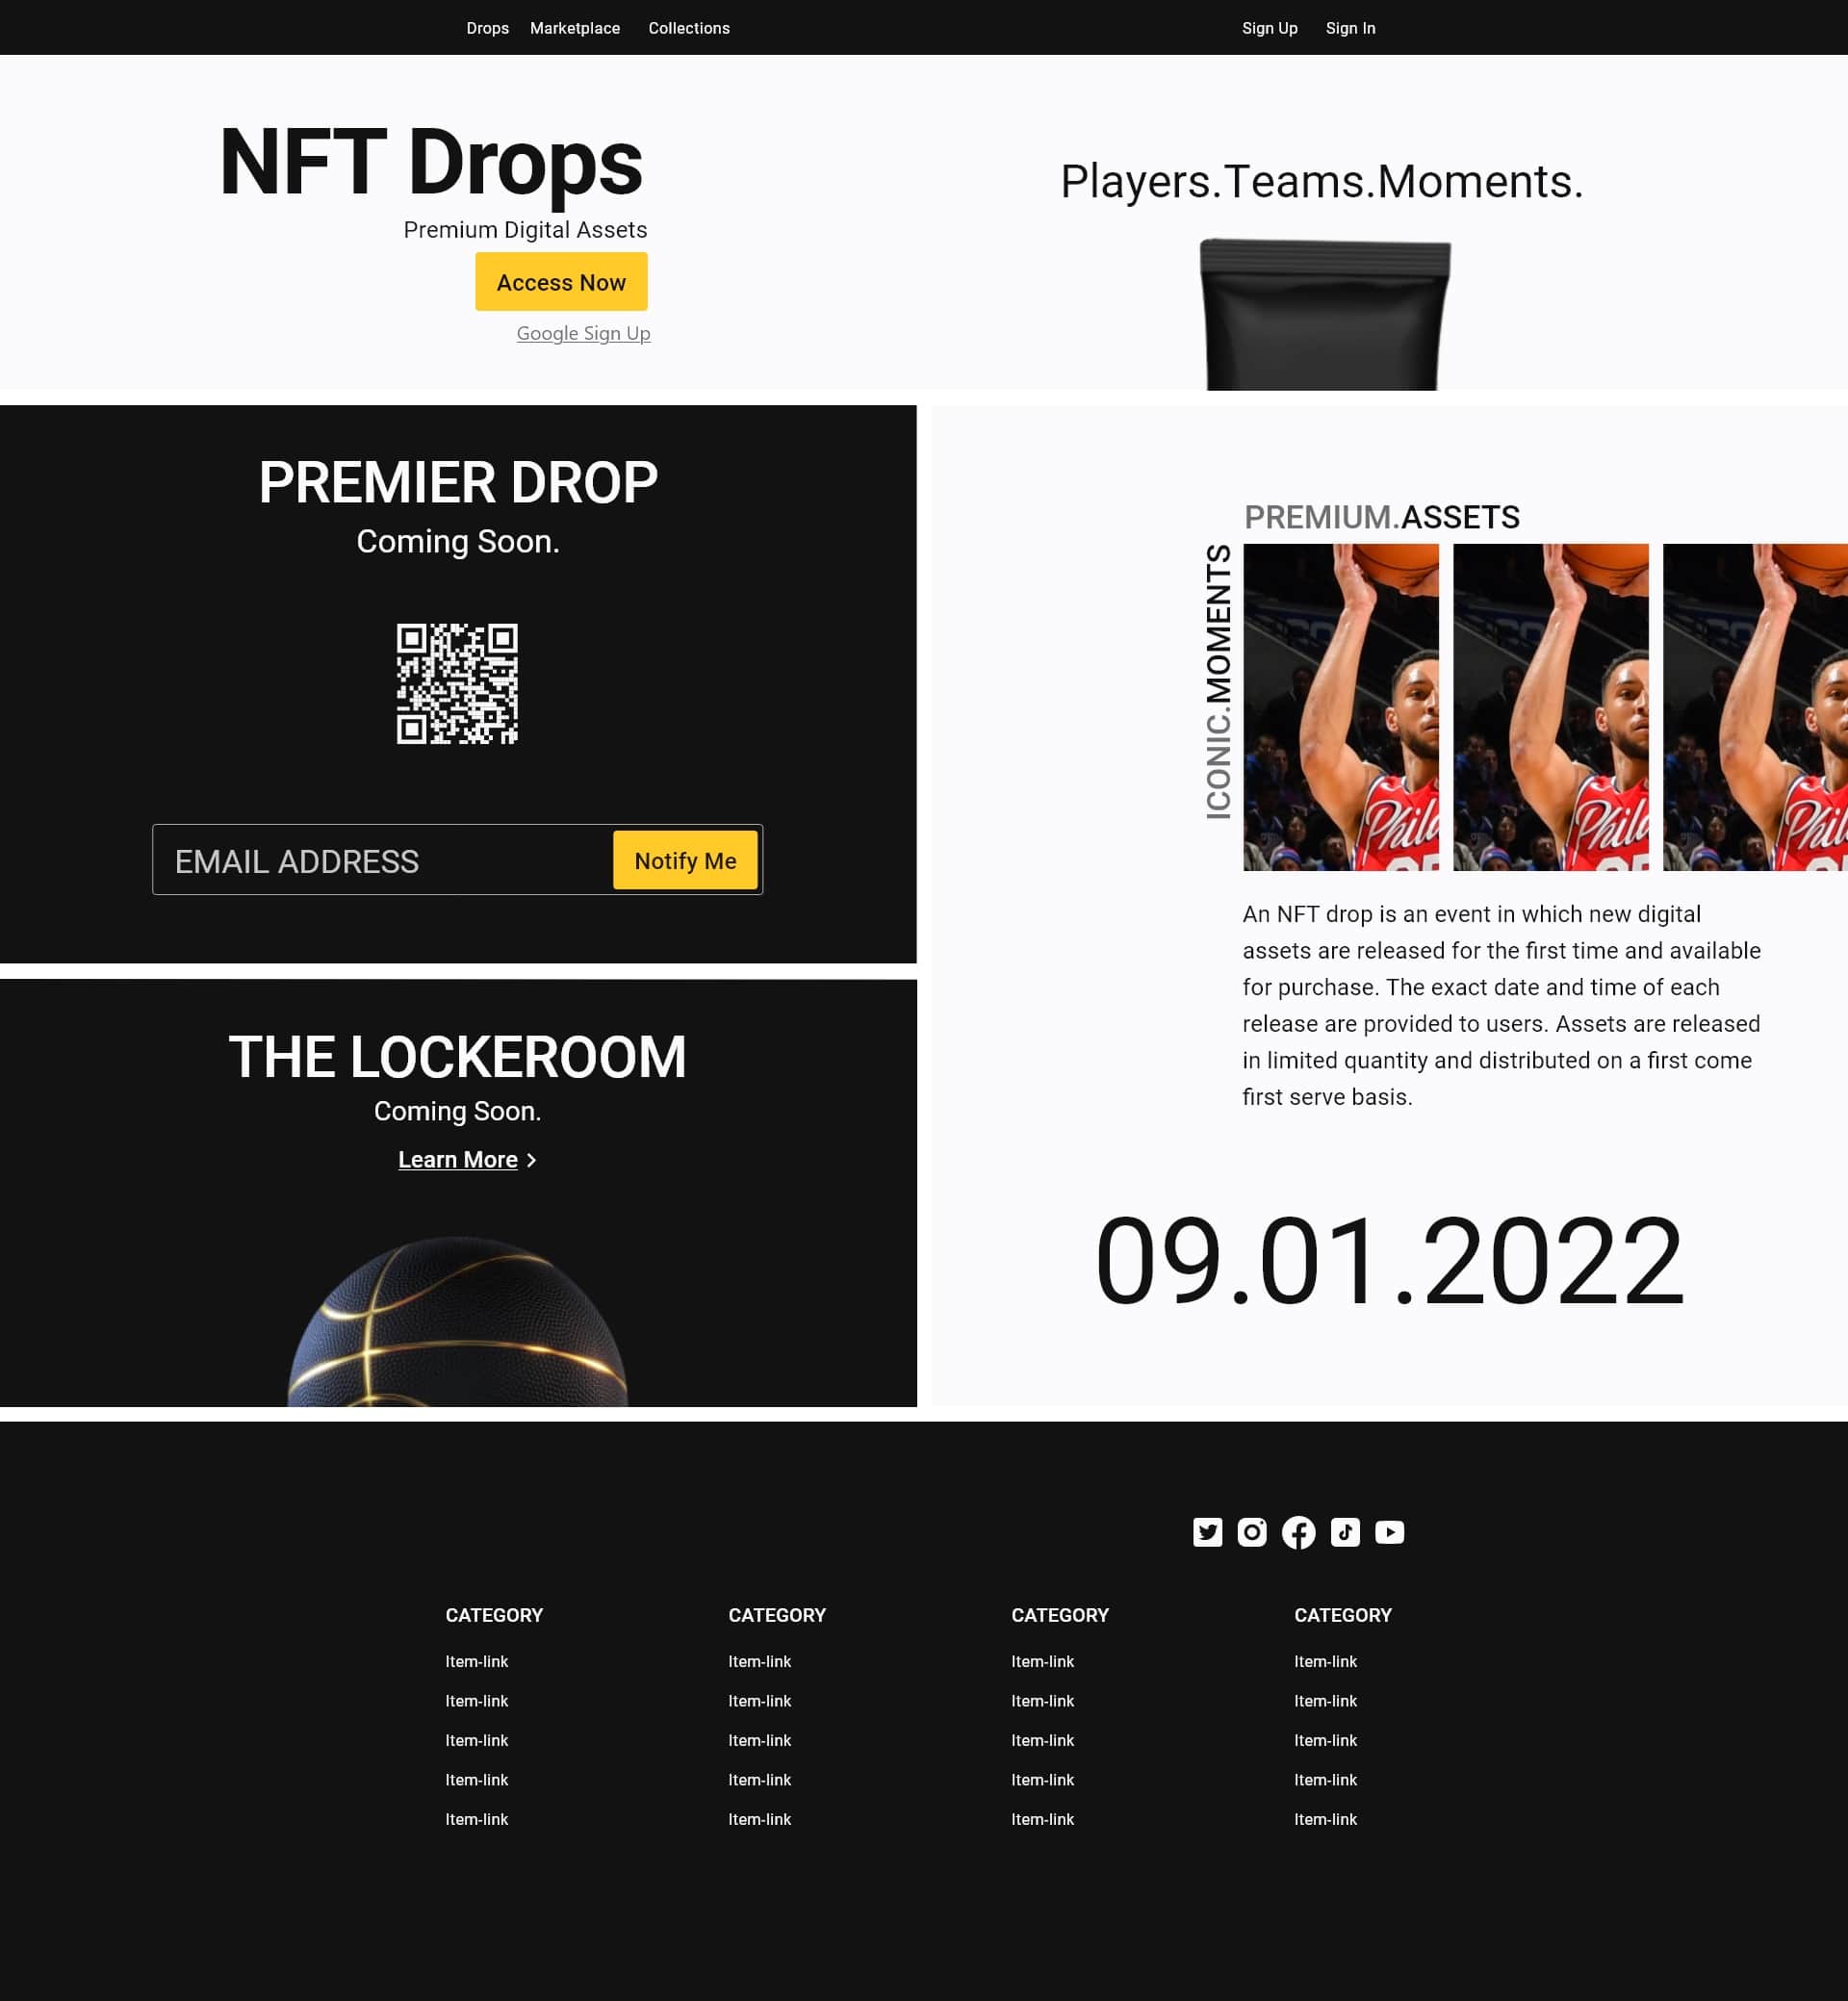 Drops Marketplace Collections Sign Up Sign In
NFT Drops
Premium Digital Assets
Access Now
Google Sign Up
Players.Teams.Moments.
PREMIER DROP
Coming Soon.
EMAIL ADDRESS
Notify Me
THE LOCKEROOM
Coming Soon.
Learn More
PREMIUM.ASSETS
ICONIC.MOMENTS
An NFT drop is an event in which new digital
assets are released for the first time and available
for purchase. The exact date and time of each
release are provided to users. Assets are released
in limited quantity and distributed on a first come
first serve basis.
09.01.2022
CATEGORY CATEGORY CATEGORY CATEGORY
Item-link Item-link Item-link Item-link
Item-link Item-link Item-link Item-link
Item-link Item-link Item-link Item-link
Item-link Item-link Item-link Item-link
Item-link Item-link Item-link Item-link